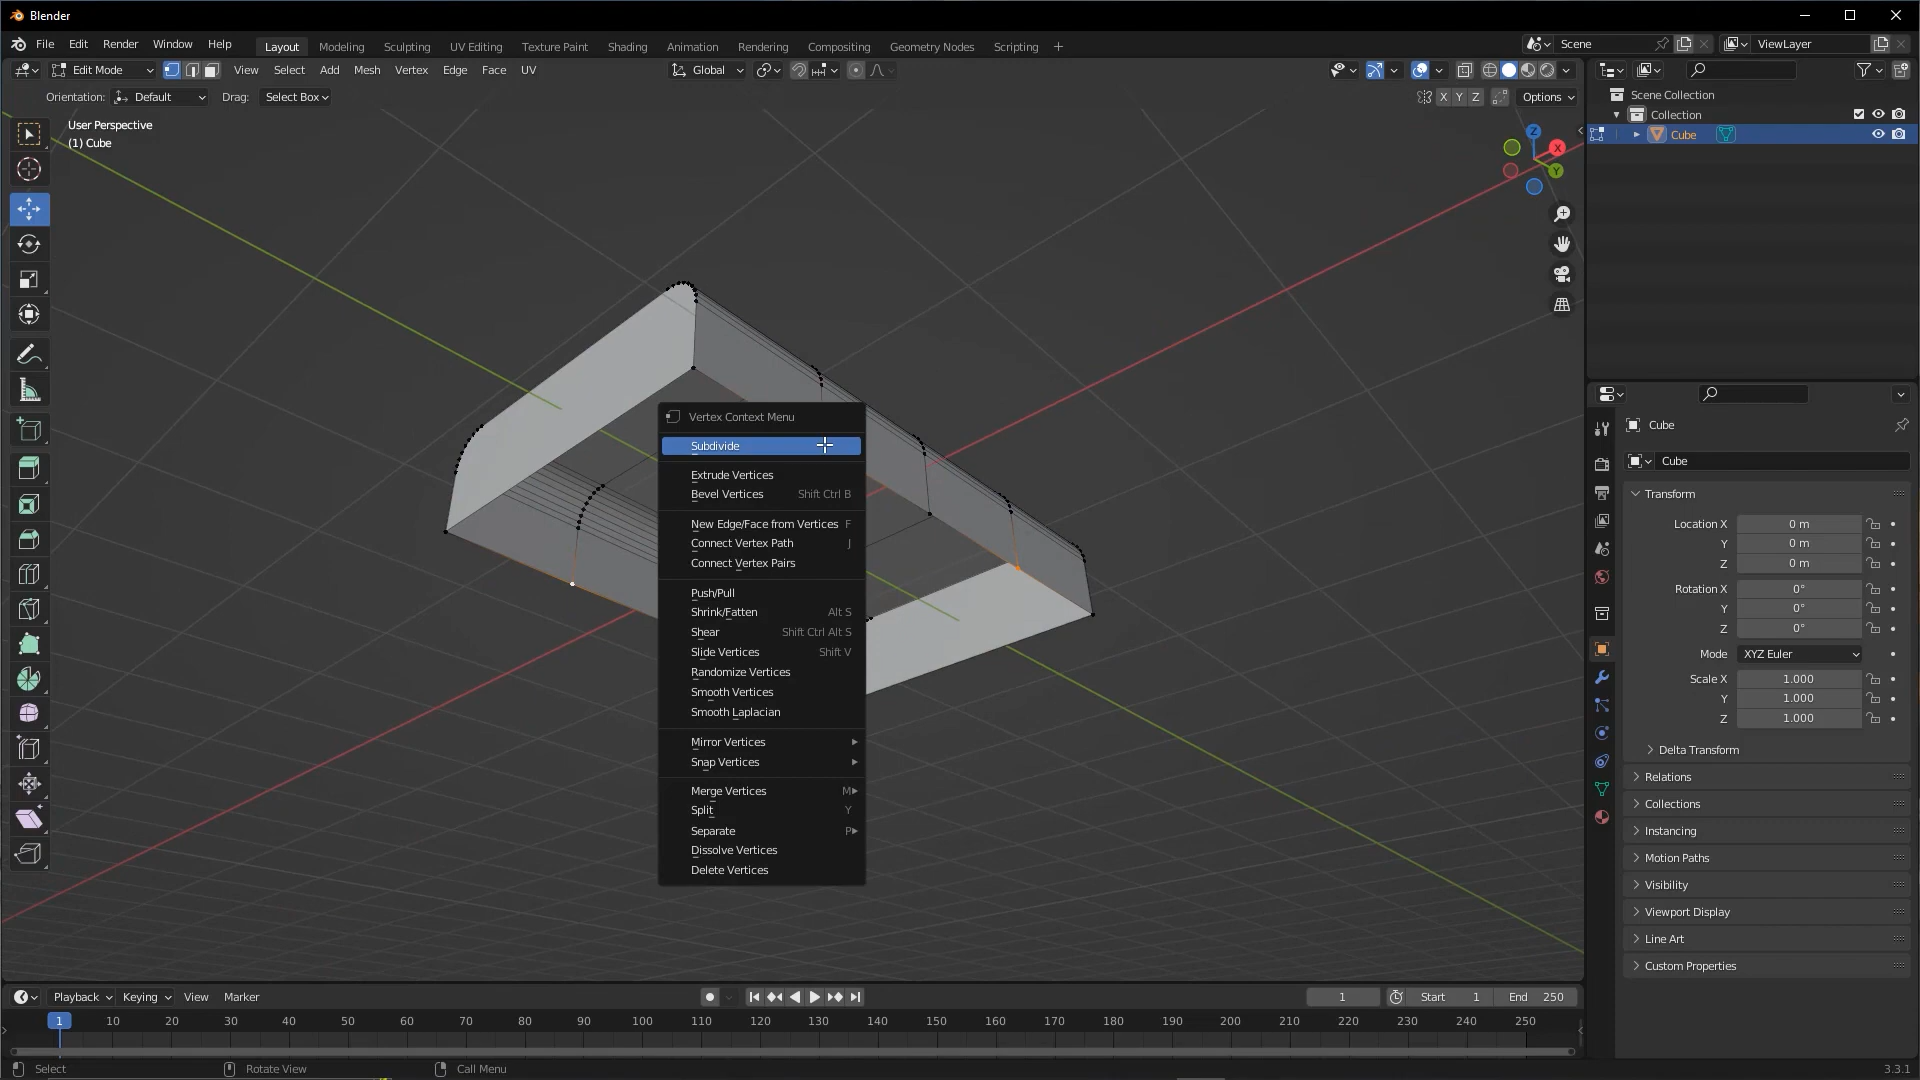 Blender
File Edit Render Window Help Layout Modeling Sculpting UV Editing Texture Paint Shading Animation Rendering Compositing Geometry Nodes Scripting + Scene ViewLayer
Edit Mode View Select Add Mesh Vertex Edge Face UV Global
Orientation: Default Drag: Select Box X Y Z Options
User Perspective
(1) Cube
Z
X
Y
Scene Collection
Collection
Cube
Vertex Context Menu
Subdivide
Extrude Vertices
Bevel Vertices Shift Ctrl B
New Edge/Face from Vertices F
Connect Vertex Path J
Connect Vertex Pairs
Push/Pull
Shrink/Fatten Alt S
Shear Shift Ctrl Alt S
Slide Vertices Shift V
Randomize Vertices
Smooth Vertices
Smooth Laplacian
Mirror Vertices
Snap Vertices
Merge Vertices M
Split Y
Separate P
Dissolve Vertices
Delete Vertices
Cube
Cube
Transform
Location X 0 m
Y 0 m
Z 0 m
Rotation X 0°
Y 0°
Z 0°
Mode XYZ Euler
Scale X 1.000
Y 1.000
Z 1.000
Delta Transform
Relations
Collections
Instancing
Motion Paths
Visibility
Viewport Display
Line Art
Custom Properties
Playback Keying View Marker 1 Start 1 End 250
1 10 20 30 40 50 60 70 80 90 100 110 120 130 140 150 160 170 180 190 200 210 220 230 240 250
Select Rotate View Call Menu 3.3.1